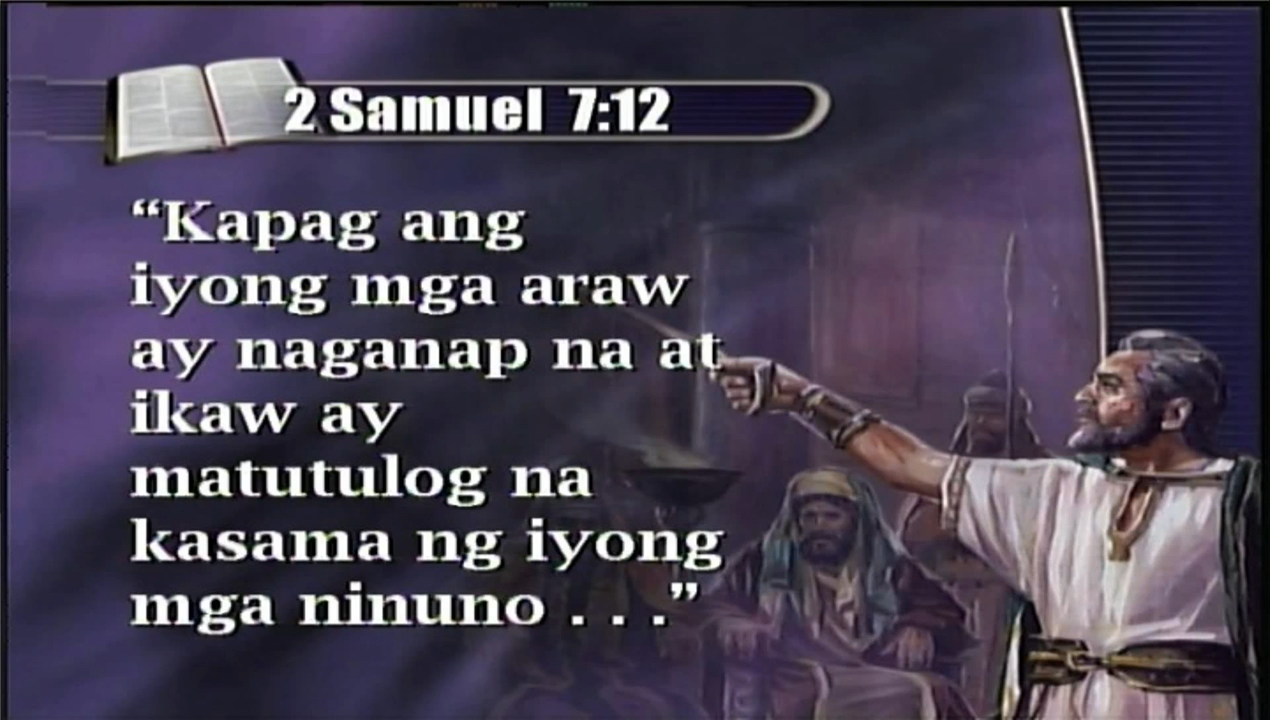 2 Samuel 7:12
“Kapag ang
iyong mga araw
ay naganap na at
ikaw ay
matutulog na
kasama ng iyong
mga ninuno . . .”